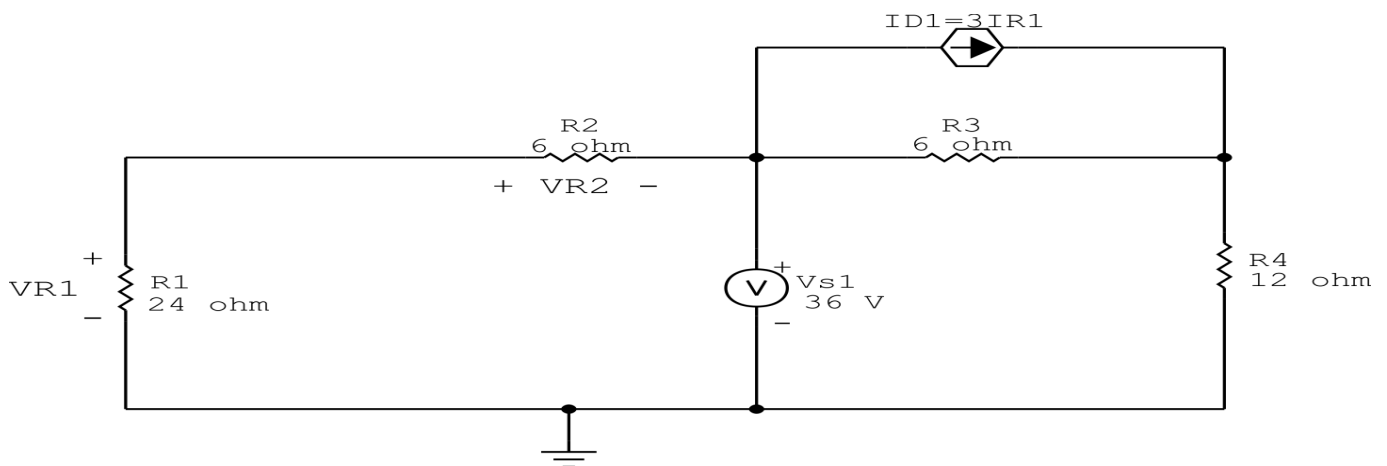 ID1=3IR1
R2
6 ohm
+ VR2 -
R3
6 ohm
+
VR1
-
R1
24 ohm
+
V
-
Vs1
36 V
R4
12 ohm